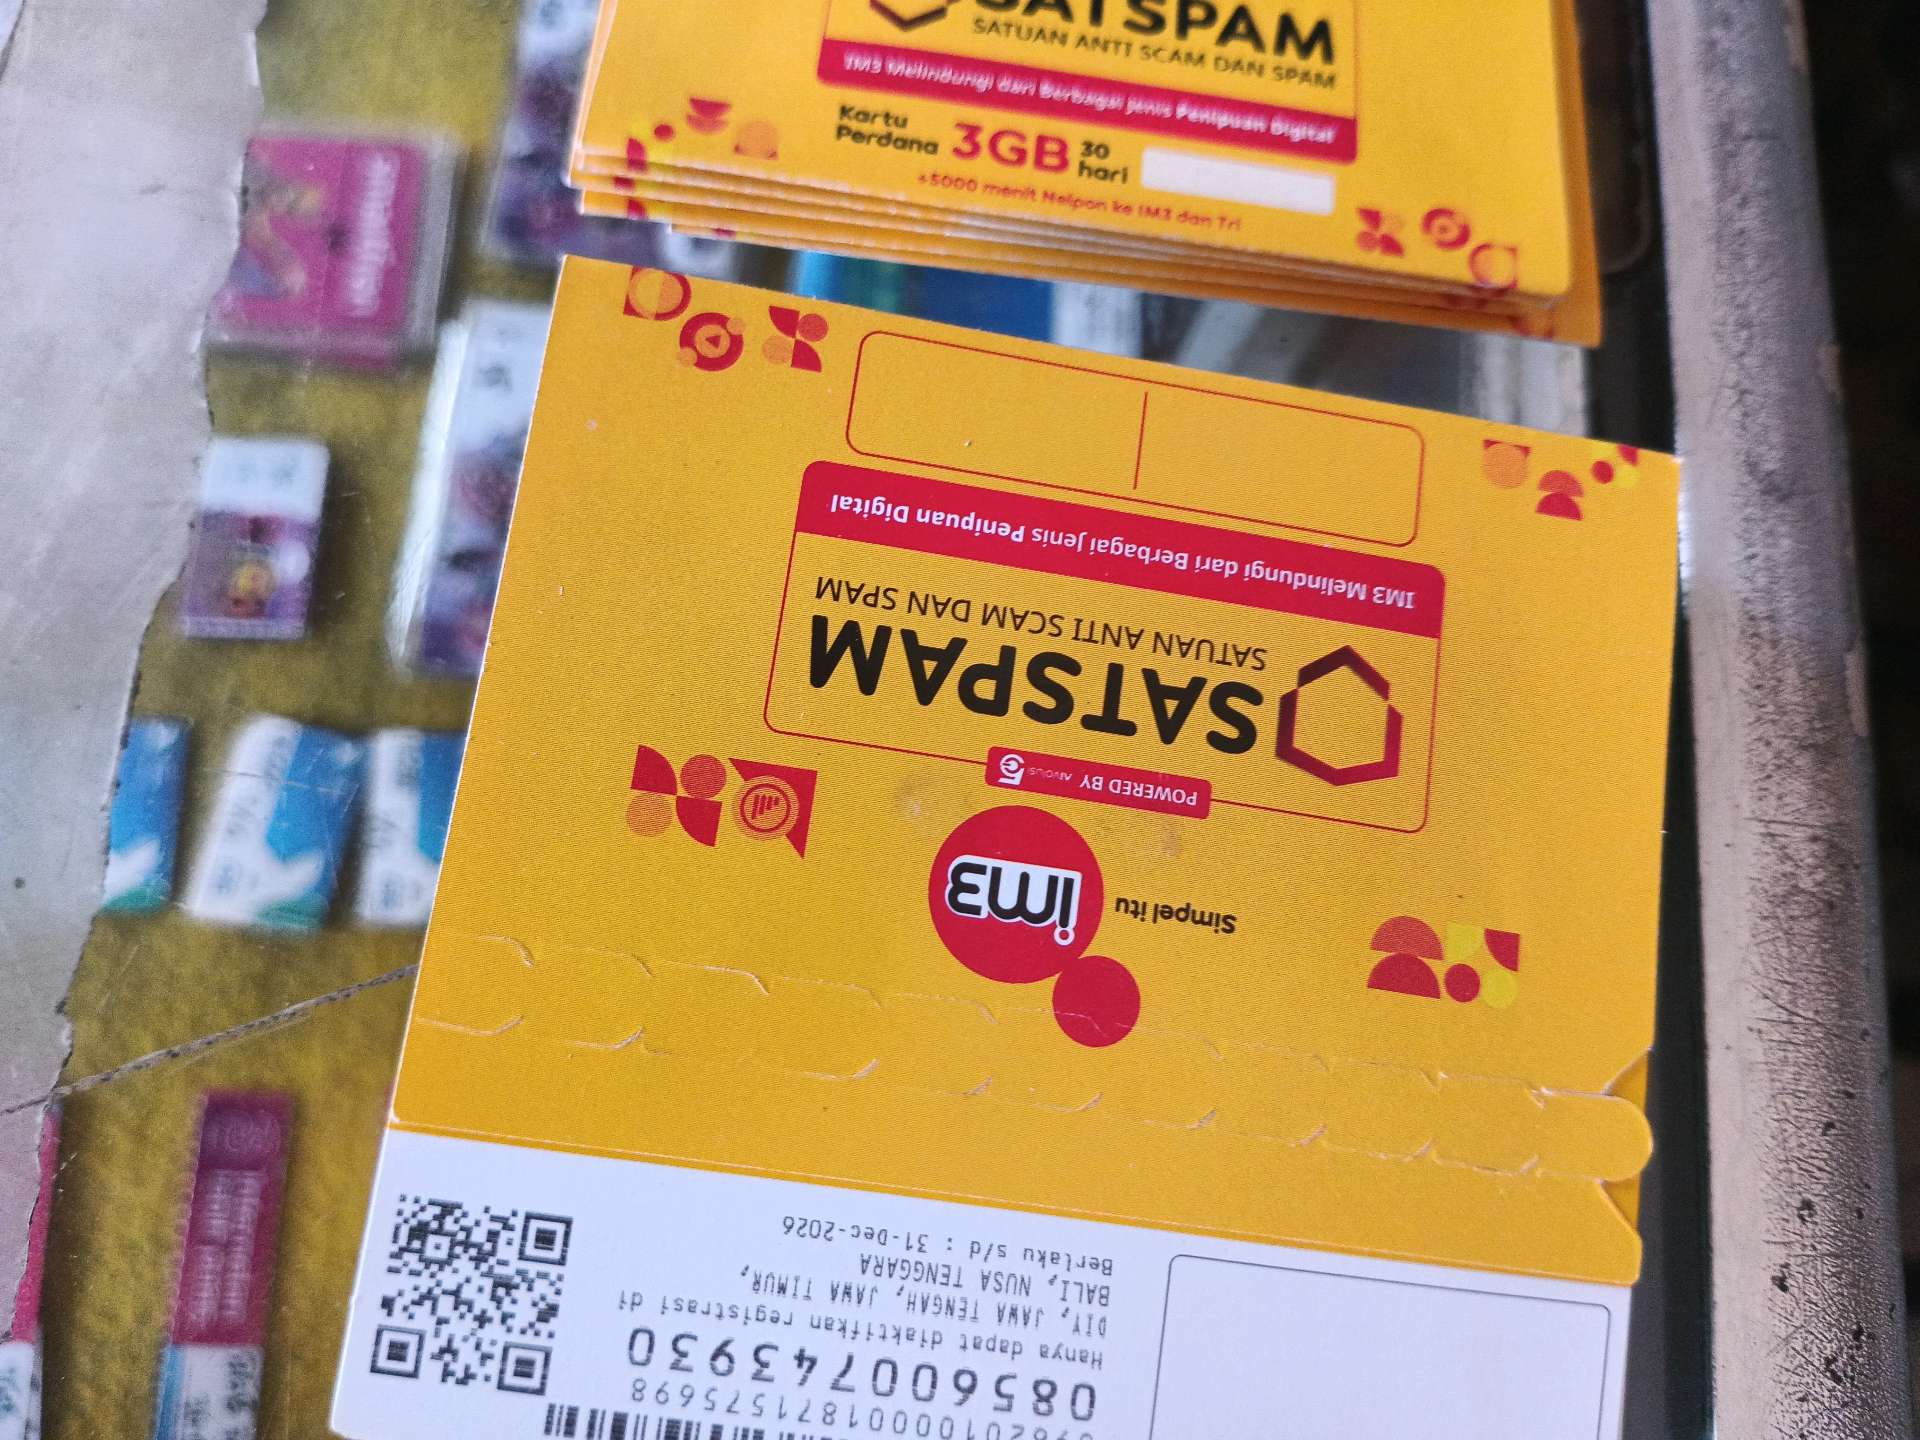 SATSPAM
SATUAN ANTI SCAM DAN SPAM
IM3 Melindungi dari Berbagai Jenis Penipuan Digital
Kartu
Perdana 3GB 30
hari
+5000 menit Nelpon ke IM3 dan Tri
89620100001871575698
085600743930
Hanya dapat diaktifkan registrasi di
DIY, JAWA TENGAH, JAWA TIMUR,
BALI, NUSA TENGGARA
Berlaku s/d : 31-Dec-2026
Simpel itu im3
POWERED BY
SATSPAM
SATUAN ANTI SCAM DAN SPAM
IM3 Melindungi dari Berbagai Jenis Penipuan Digital